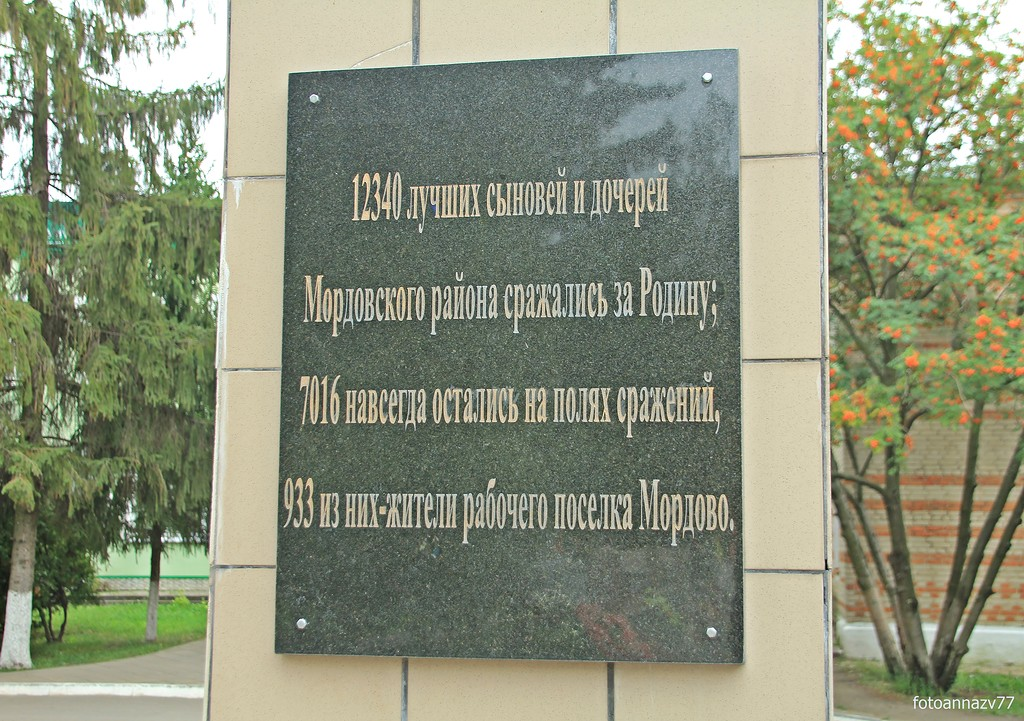 12340 лучших сыновей и дочерей
Мордовского района сражались за Родину;
7016 навсегда остались на полях сражений,
933 из них-жители рабочего поселка Мордово.
fotoannazv77